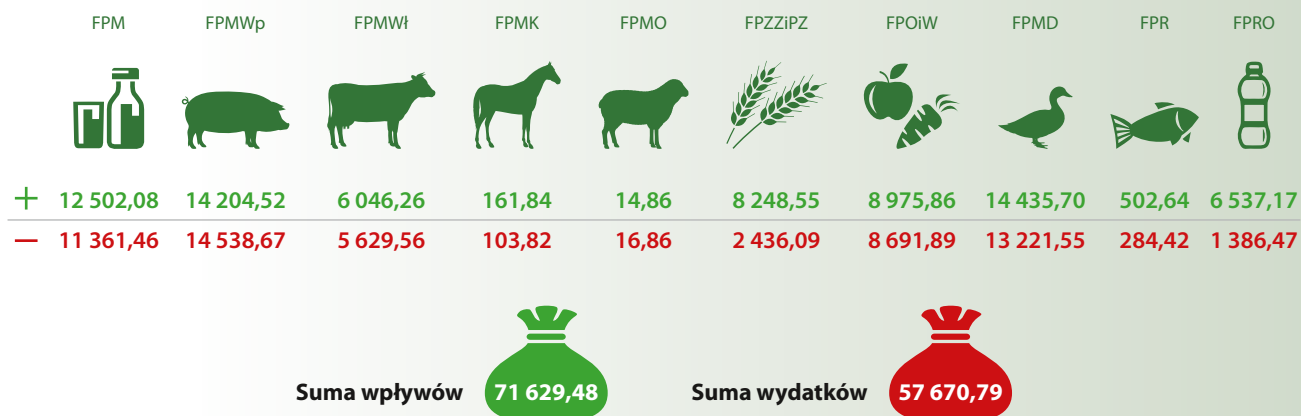 FPM FPMWp FPMWł FPMK FPMO FPZZiPZ FPOiW FPMD FPR FPRO
+ 12 502,08 14 204,52 6 046,26 161,84 14,86 8 248,55 8 975,86 14 435,70 502,64 6 537,17
– 11 361,46 14 538,67 5 629,56 103,82 16,86 2 436,09 8 691,89 13 221,55 284,42 1 386,47
Suma wpływów 71 629,48 Suma wydatków 57 670,79